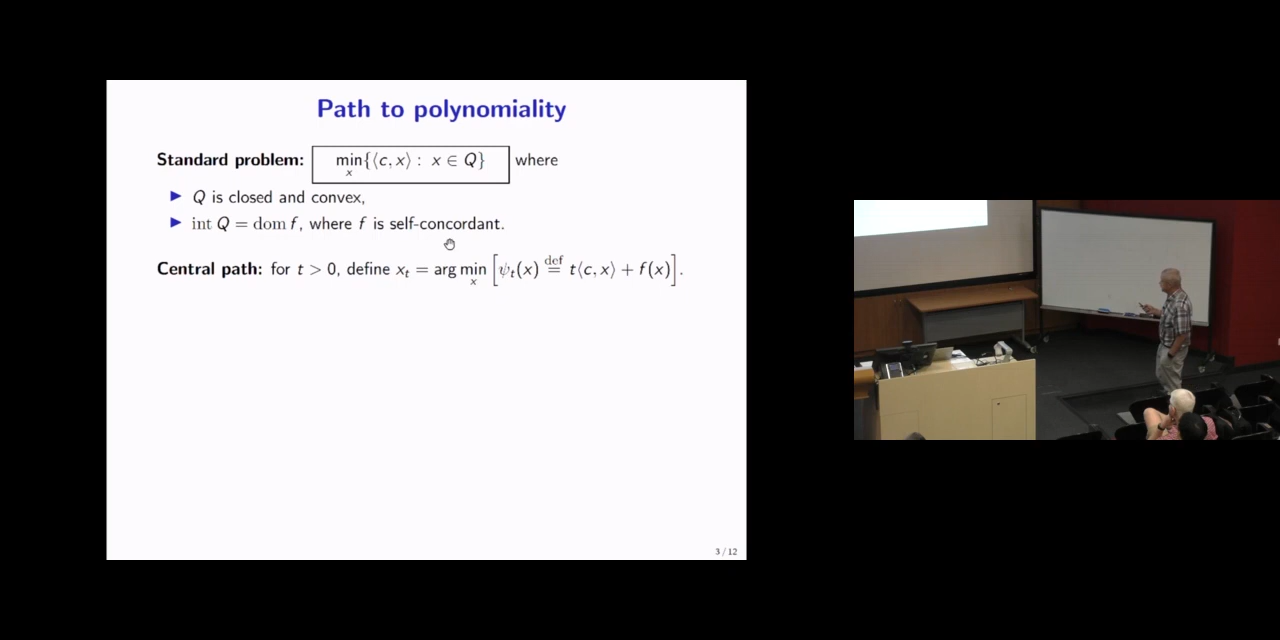 Path to polynomiality
Standard problem: min_x {⟨c, x⟩ : x ∈ Q} where
▶ Q is closed and convex,
▶ int Q = dom f, where f is self-concordant.
Central path: for t > 0, define x_t = arg min_x [ψ_t(x) def= t⟨c, x⟩ + f(x)].
3 / 12